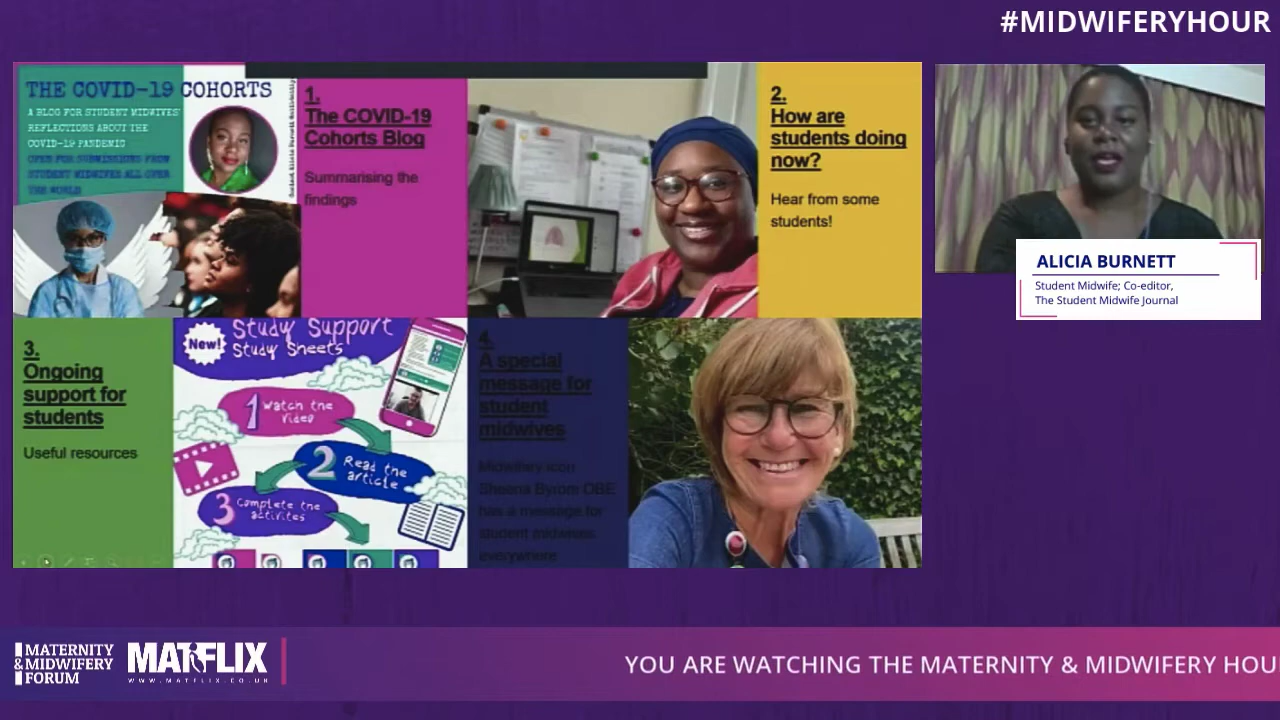 #MIDWIFERYHOUR
THE COVID-19 COHORTS
A BLOG FOR STUDENT MIDWIVES'
REFLECTIONS ABOUT THE
COVID-19 PANDEMIC
OPEN FOR SUBMISSIONS FROM
STUDENT MIDWIVES ALL OVER
THE WORLD
1.
The COVID-19
Cohorts Blog
Summarising the
findings
2.
How are
students doing
now?
Hear from some
students!
ALICIA BURNETT
Student Midwife; Co-editor,
The Student Midwife Journal
3.
Ongoing
support for
students
Useful resources
New!
Study Support
Study Sheets
1 Watch the
Video
2 Read the
article
3 Complete the
activites
4.
A special
message for
student
midwives
Midwifery icon
Sheena Byrom OBE
has a message for
student midwives
everywhere
MATERNITY
& MIDWIFERY
FORUM
MATFLIX
WWW.MATFLIX.CO.UK
YOU ARE WATCHING THE MATERNITY & MIDWIFERY HOU